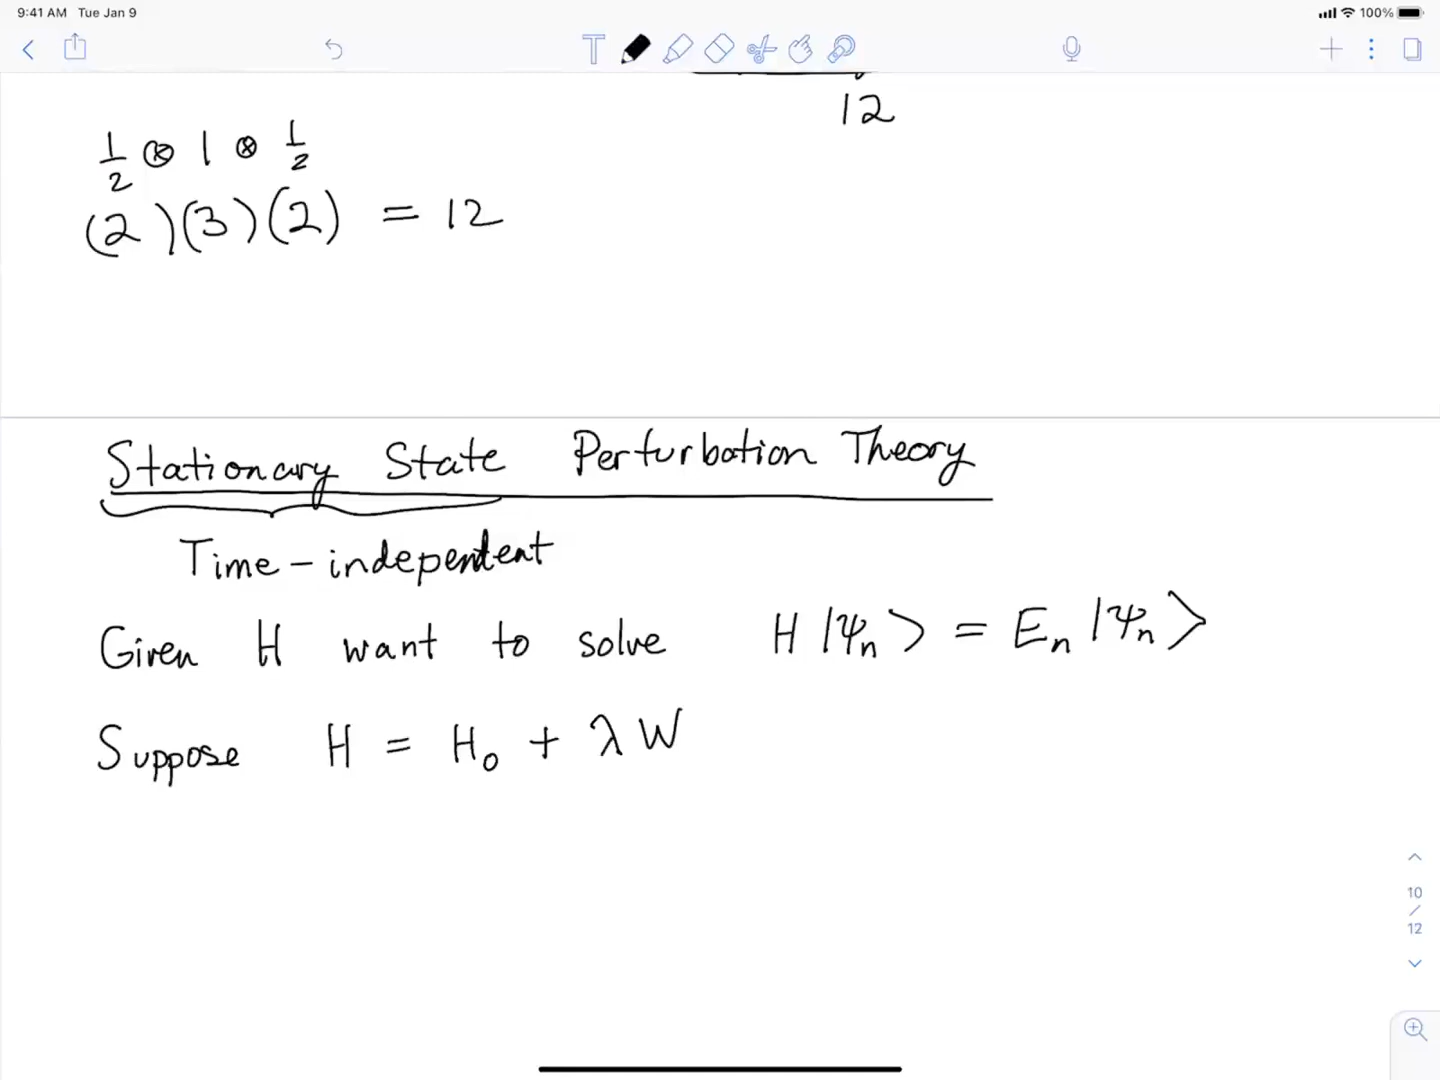 9:41 AM Tue Jan 9
100%
T
12
1/2 ⊗ 1 ⊗ 1/2
(2)(3)(2) = 12
Stationary State Perturbation Theory
Time-independent
Given H want to solve H|ψn⟩ = En|ψn⟩
Suppose H = H₀ + λW
10
/
12